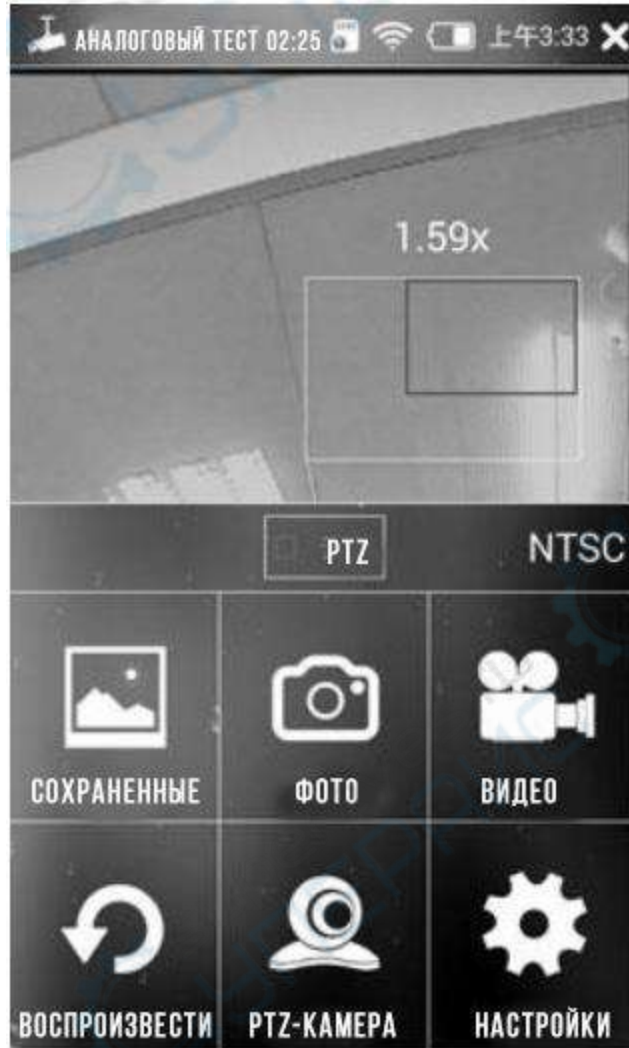 АНАЛОГОВЫЙ ТЕСТ 02:25 上午3:33
1.59x
PTZ NTSC
СОХРАНЕННЫЕ ФОТО ВИДЕО
ВОСПРОИЗВЕСТИ PTZ-КАМЕРА НАСТРОЙКИ